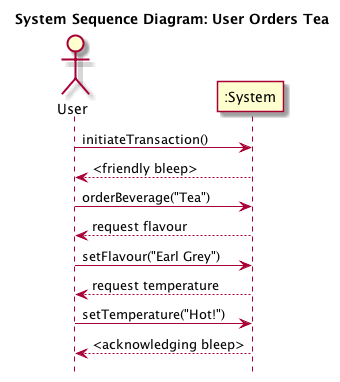 System Sequence Diagram: User Orders Tea
User
:System
initiateTransaction()
<friendly bleep>
orderBeverage("Tea")
request flavour
setFlavour("Earl Grey")
request temperature
setTemperature("Hot!")
<acknowledging bleep>